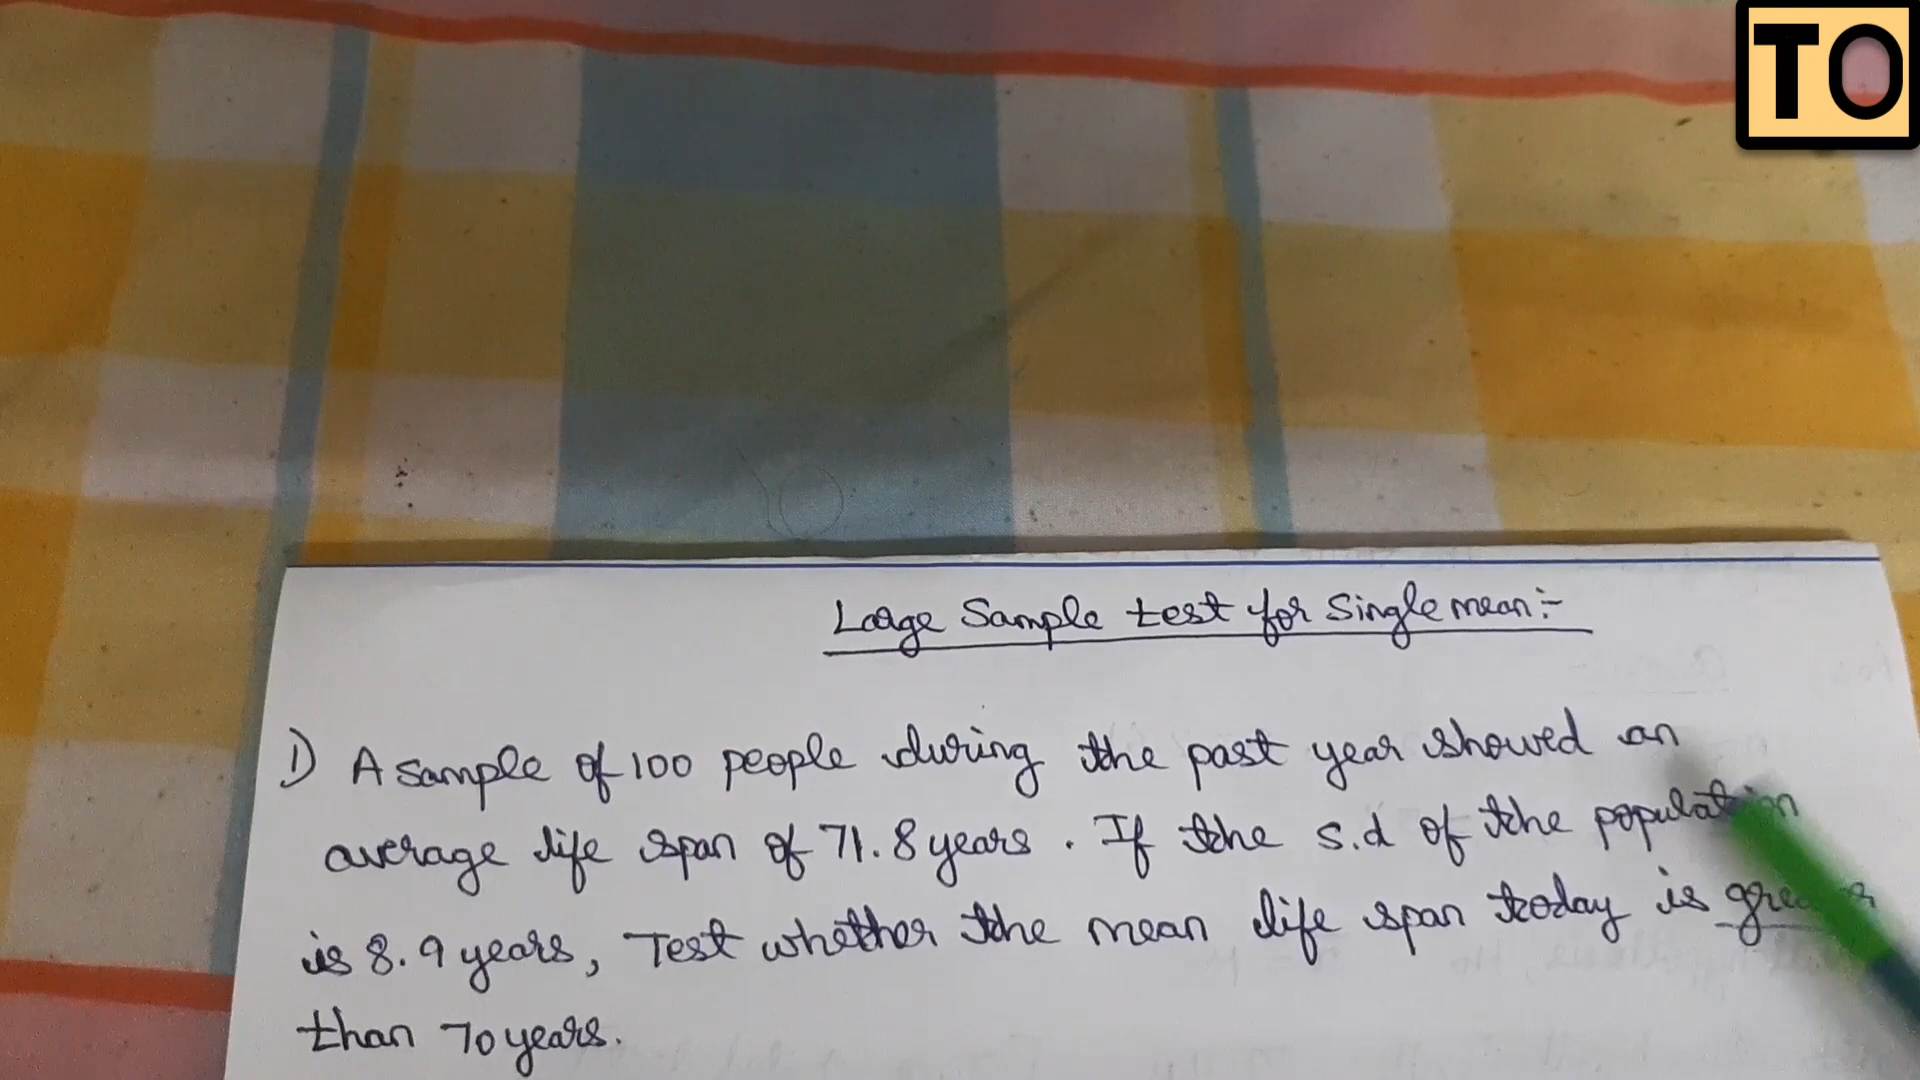 TO
Large Sample test for Single mean:-
1) A sample of 100 people during the past year showed an
average life span of 71.8 years. If the s.d of the population
is 8.9 years, Test whether the mean life span today is greater
than 70 years.